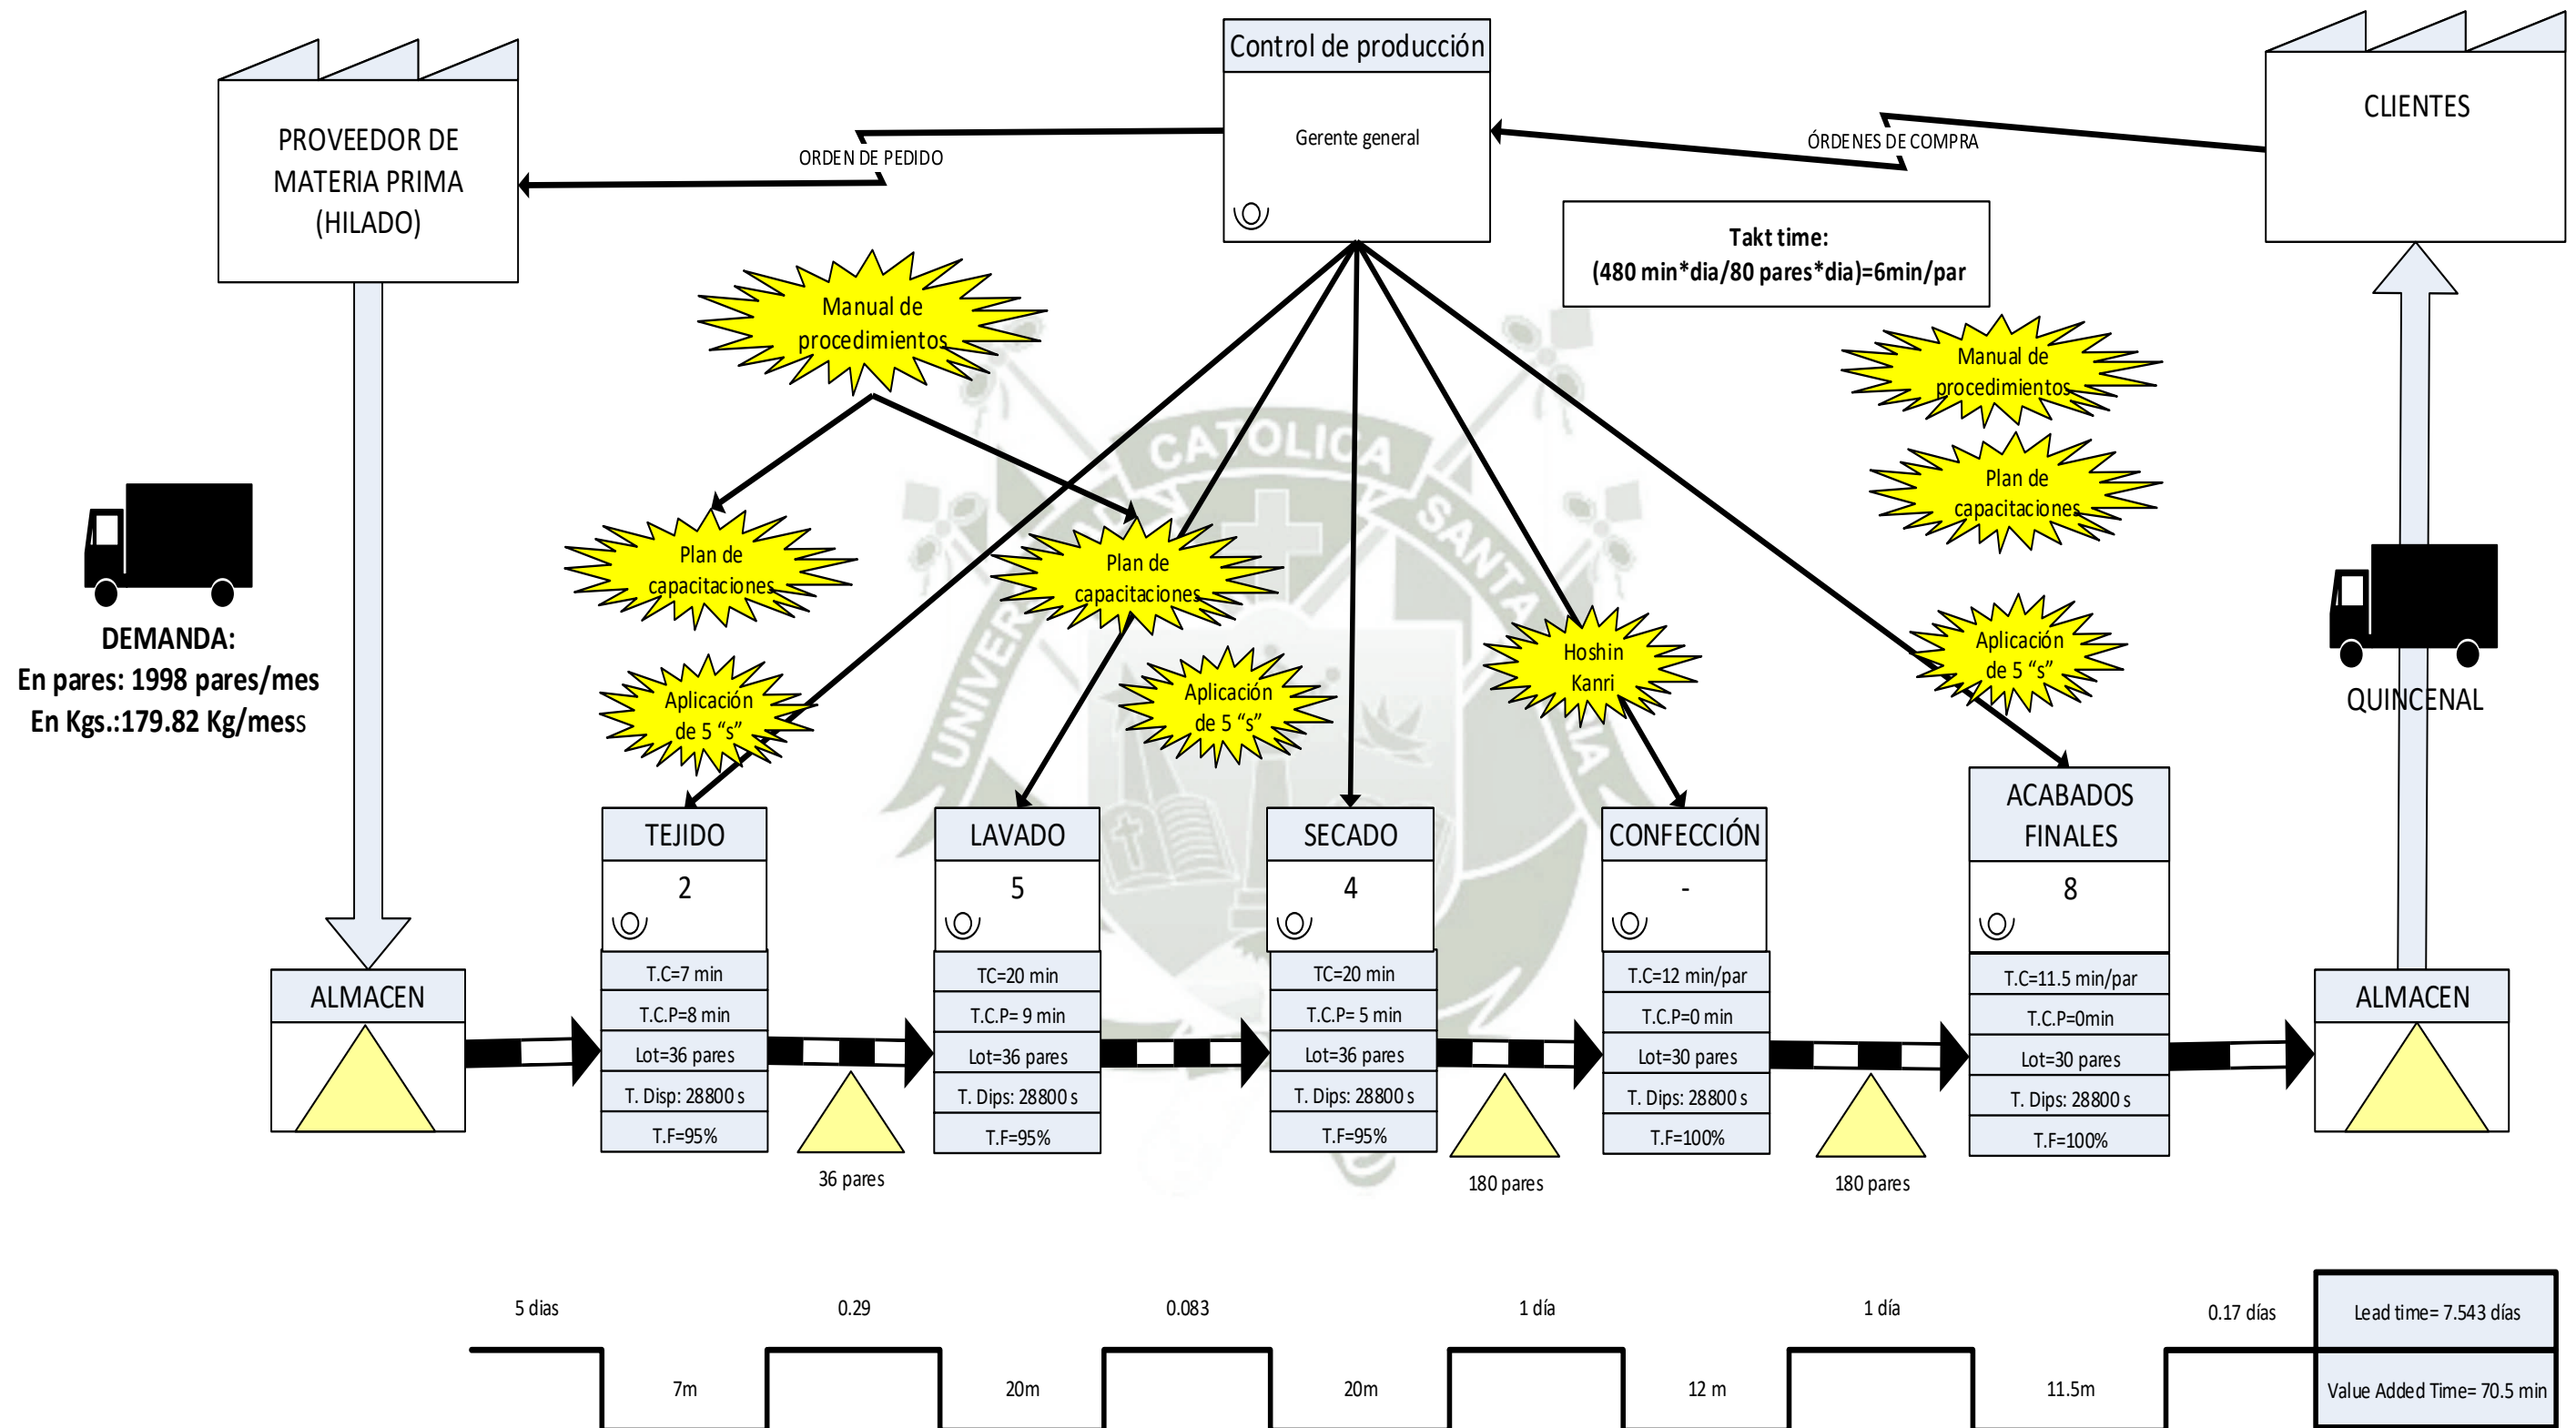 Control de producción
Gerente general
CLIENTES
PROVEEDOR DE
MATERIA PRIMA
(HILADO)
ORDEN DE PEDIDO
ÓRDENES DE COMPRA
Takt time:
(480 min*dia/80 pares*dia)=6min/par
Manual de
procedimientos
Manual de
procedimientos
Plan de
capacitaciones
Plan de
capacitaciones
Plan de
capacitaciones
Aplicación
de 5 “s”
Aplicación
de 5 “s”
Hoshin
Kanri
Aplicación
de 5 “s”
UNIVER
CATOLICA
SANTA
IA
DEMANDA:
En pares: 1998 pares/mes
En Kgs.:179.82 Kg/mess
QUINCENAL
ALMACEN
TEJIDO
2
T.C=7 min
T.C.P=8 min
Lot=36 pares
T. Disp: 28800 s
T.F=95%
36 pares
LAVADO
5
TC=20 min
T.C.P= 9 min
Lot=36 pares
T. Dips: 28800 s
T.F=95%
SECADO
4
TC=20 min
T.C.P= 5 min
Lot=36 pares
T. Dips: 28800 s
T.F=95%
180 pares
CONFECCIÓN
-
T.C=12 min/par
T.C.P=0 min
Lot=30 pares
T. Dips: 28800 s
T.F=100%
180 pares
ACABADOS
FINALES
8
T.C=11.5 min/par
T.C.P=0min
Lot=30 pares
T. Dips: 28800 s
T.F=100%
ALMACEN
5 dias
0.29
0.083
1 día
1 día
0.17 días
Lead time= 7.543 días
7m
20m
20m
12 m
11.5m
Value Added Time= 70.5 min